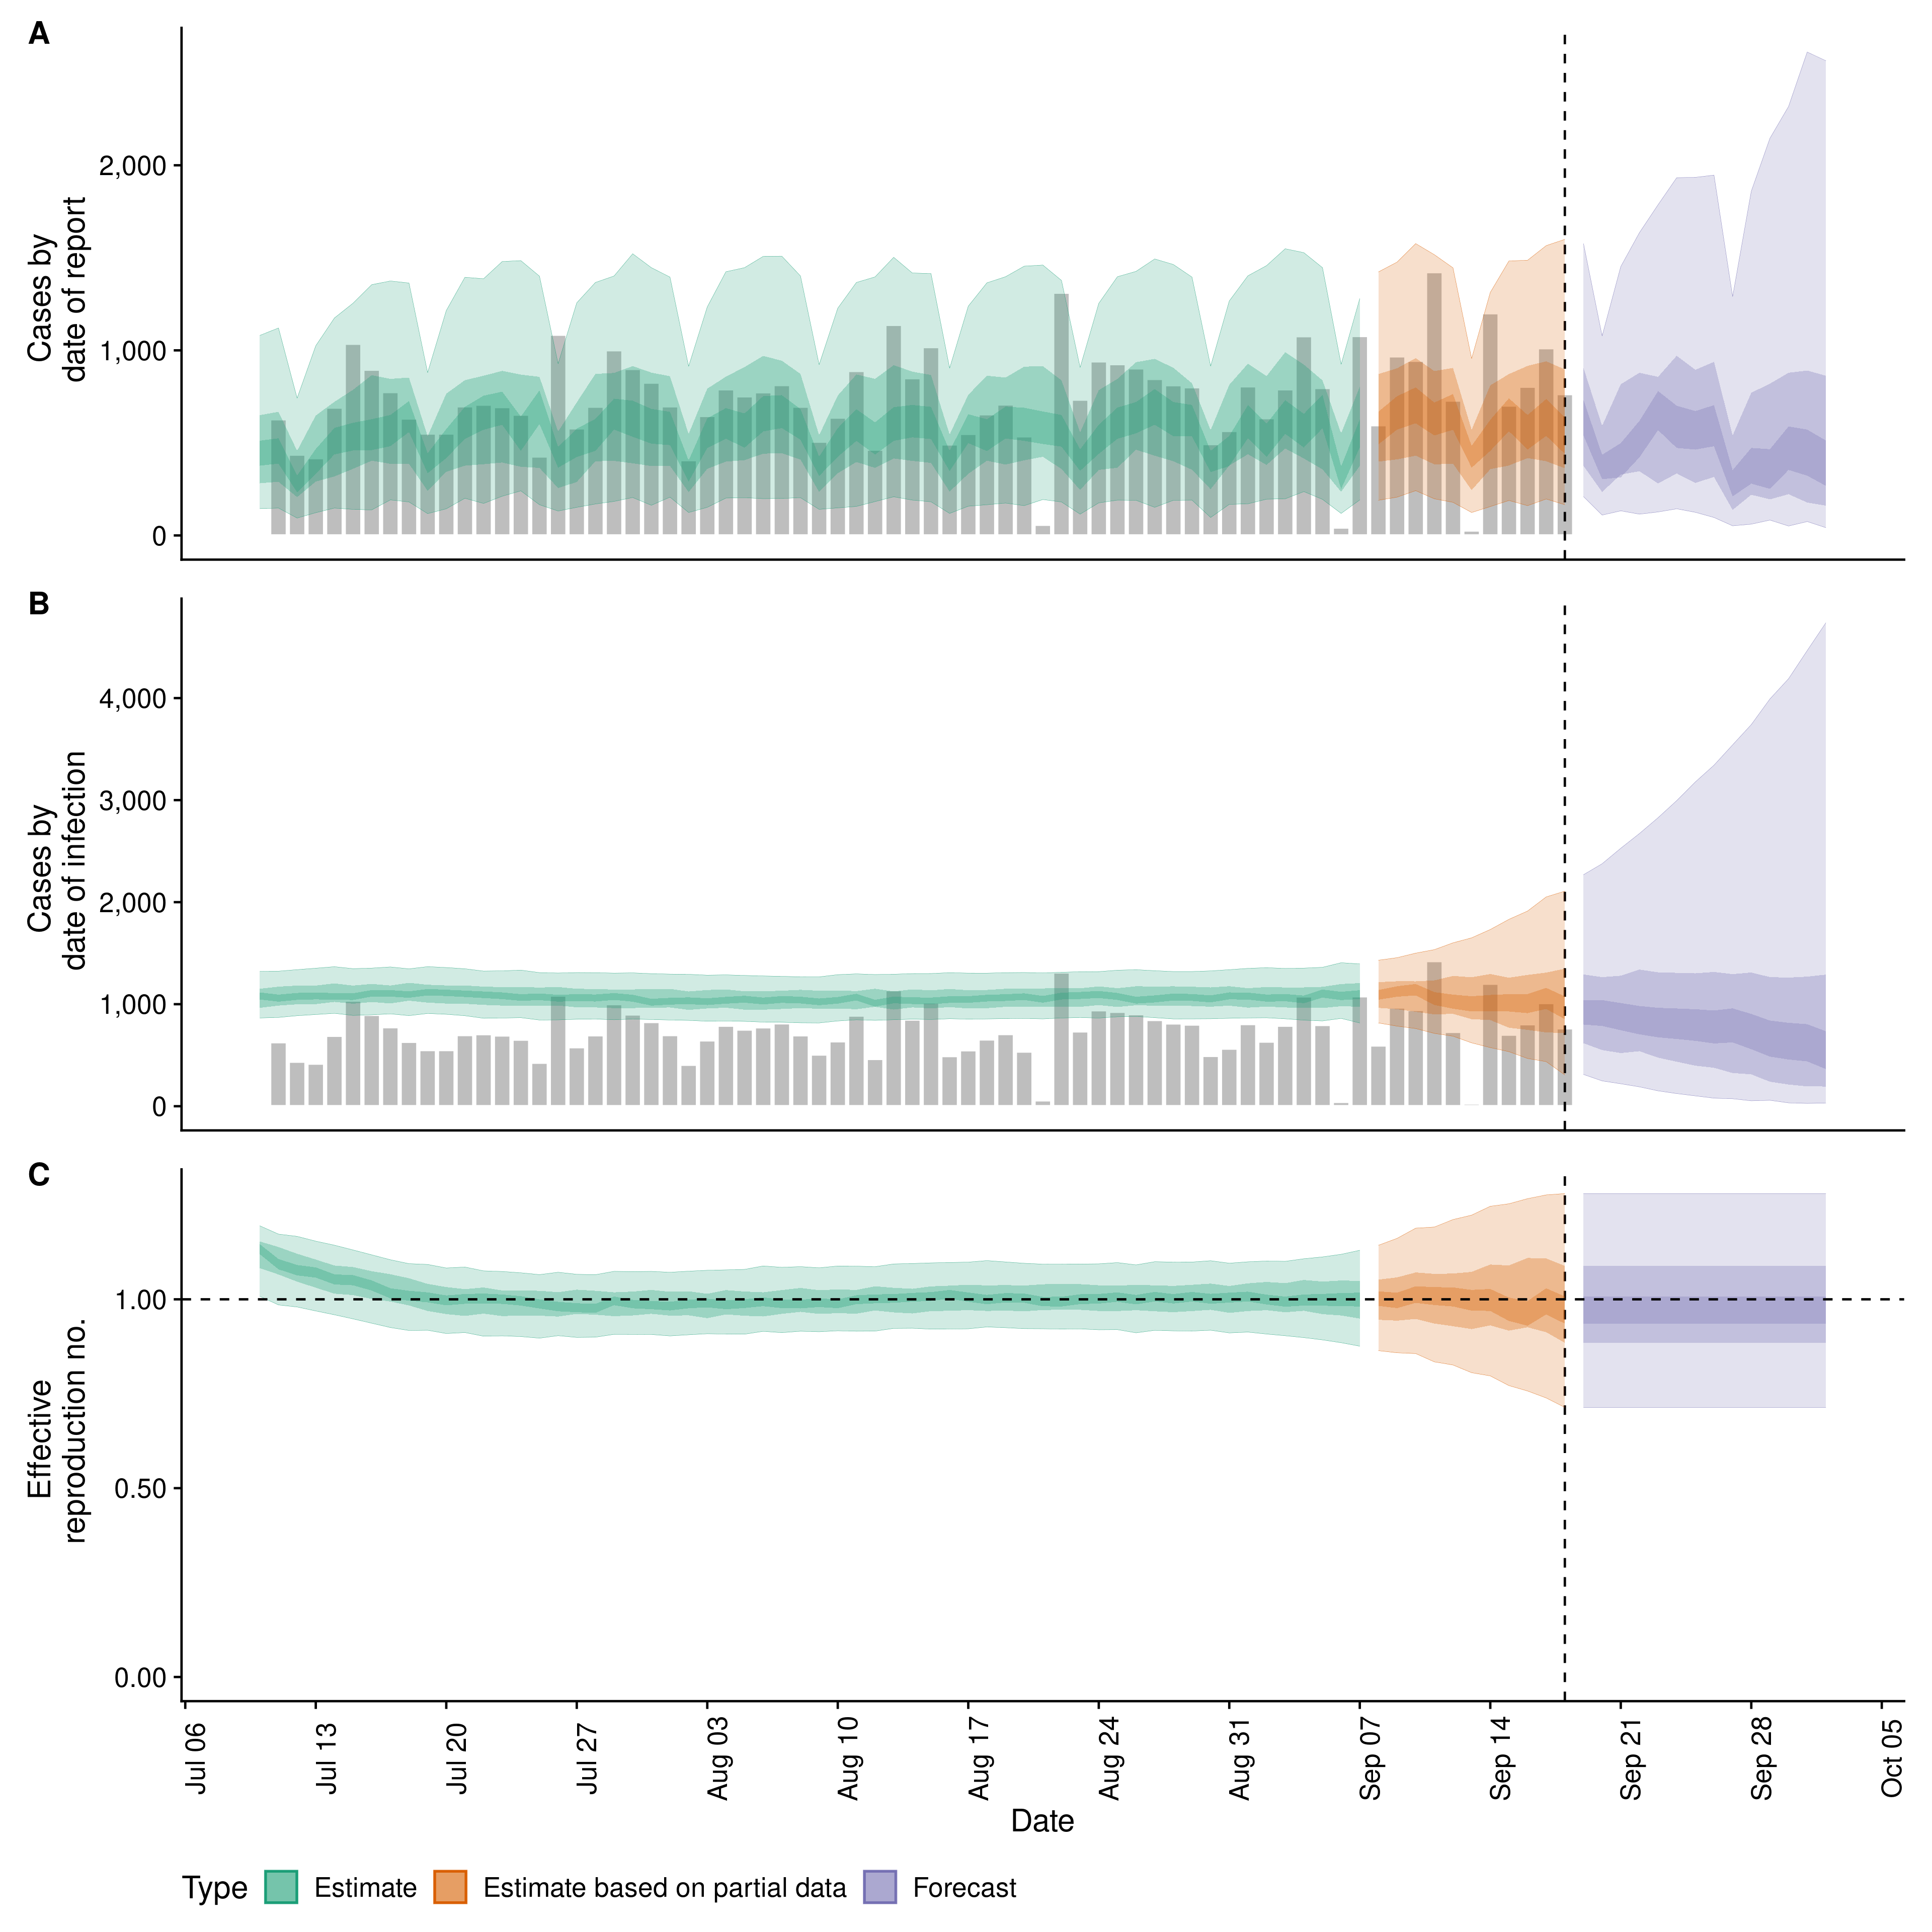 A
Cases by
date of report
2,000
1,000
0
B
Cases by
date of infection
4,000
3,000
2,000
1,000
0
C
Effective
reproduction no.
1.00
0.50
0.00
Jul 06
Jul 13
Jul 20
Jul 27
Aug 03
Aug 10
Aug 17
Aug 24
Aug 31
Sep 07
Sep 14
Sep 21
Sep 28
Oct 05
Date
Type Estimate Estimate based on partial data Forecast